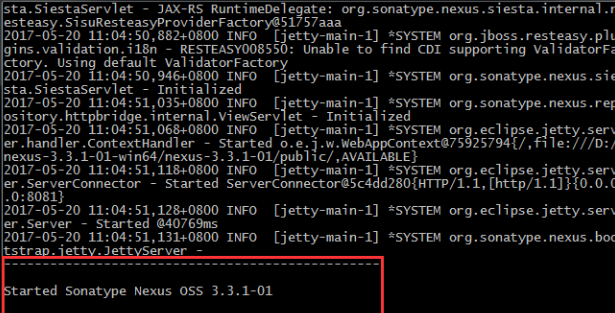 sta.SiestaServlet - JAX-RS RuntimeDelegate: org.sonatype.nexus.siesta.internal.r
esteasy.SisuResteasyProviderFactory@51757aaa
2017-05-20 11:04:50,882+0800 INFO  [jetty-main-1] *SYSTEM org.jboss.resteasy.plu
gins.validation.i18n - RESTEASY008550: Unable to find CDI supporting ValidatorFa
ctory. Using default ValidatorFactory
2017-05-20 11:04:50,946+0800 INFO  [jetty-main-1] *SYSTEM org.sonatype.nexus.sie
sta.SiestaServlet - Initialized
2017-05-20 11:04:51,035+0800 INFO  [jetty-main-1] *SYSTEM org.sonatype.nexus.rep
ository.httpbridge.internal.ViewServlet - Initialized
2017-05-20 11:04:51,068+0800 INFO  [jetty-main-1] *SYSTEM org.eclipse.jetty.serv
er.handler.ContextHandler - Started o.e.j.w.WebAppContext@75925794{/,file:///D:/
nexus-3.3.1-01-win64/nexus-3.3.1-01/public/,AVAILABLE}
2017-05-20 11:04:51,118+0800 INFO  [jetty-main-1] *SYSTEM org.eclipse.jetty.serv
er.ServerConnector - Started ServerConnector@5c4dd280{HTTP/1.1,[http/1.1]}{0.0.0
.0:8081}
2017-05-20 11:04:51,128+0800 INFO  [jetty-main-1] *SYSTEM org.eclipse.jetty.serv
er.Server - Started @40769ms
2017-05-20 11:04:51,131+0800 INFO  [jetty-main-1] *SYSTEM org.sonatype.nexus.boo
tstrap.jetty.JettyServer -
-------------------------------------------------
Started Sonatype Nexus OSS 3.3.1-01